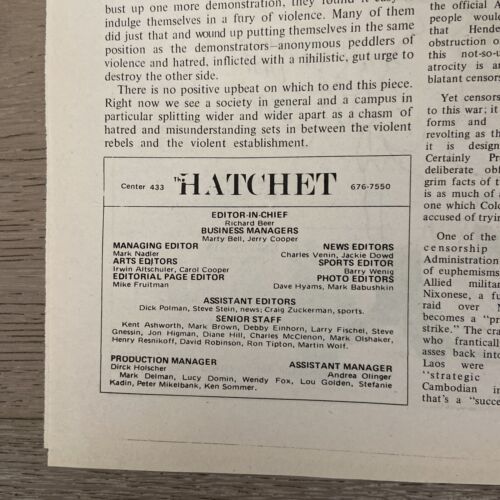 bust up one more demonstration, they found it easy to
indulge themselves in a fury of violence. Many of them
did just that and wound up putting themselves in the same
position as the demonstrators—anonymous peddlers of
violence and hatred, inflicted with a nihilistic, gut urge to
destroy the other side.
There is no positive upbeat on which to end this piece.
Right now we see a society in general and a campus in
particular splitting wider and wider apart as a chasm of
hatred and misunderstanding sets in between the violent
rebels and the violent establishment.
Center 433 The HATCHET 676-7550
EDITOR-IN-CHIEF
Richard Beer
BUSINESS MANAGERS
Marty Bell, Jerry Cooper
MANAGING EDITOR
Mark Nadler
ARTS EDITORS
Irwin Altschuler, Carol Cooper
EDITORIAL PAGE EDITOR
Mike Fruitman
NEWS EDITORS
Charles Venin, Jackie Dowd
SPORTS EDITOR
Barry Wenig
PHOTO EDITORS
Dave Hyams, Mark Babushkin
ASSISTANT EDITORS
Dick Polman, Steve Stein, news; Craig Zuckerman, sports.
SENIOR STAFF
Kent Ashworth, Mark Brown, Debby Einhorn, Larry Fischel, Steve
Gnessin, Jon Higman, Diane Hill, Charles McClenon, Mark Olshaker,
Henry Resnikoff, David Robinson, Ron Tipton, Martin Wolf.
PRODUCTION MANAGER
Dirck Holscher
ASSISTANT MANAGER
Andrea Olinger
Mark Delman, Lucy Domin, Wendy Fox, Lou Golden, Stefanie
Kadin, Peter Mikelbank, Ken Sommer.
the official A
people would
that Hende
obstruction o
this not-so-u
atrocity is an
blatant censor
Yet censors
to this war; it
forms and
revolting as th
it is design
Certainly Pr
deliberate obf
grim facts of t
is as much of
one which Colo
accused of tryin
One of the
censorship
Administration
of euphemisms
Allied milita
Nixonese, a fu
raid over N
becomes a "pr
strike." The cra
who frantically
asses back into
Laos were
"strategic
Cambodian in
that's a "succe